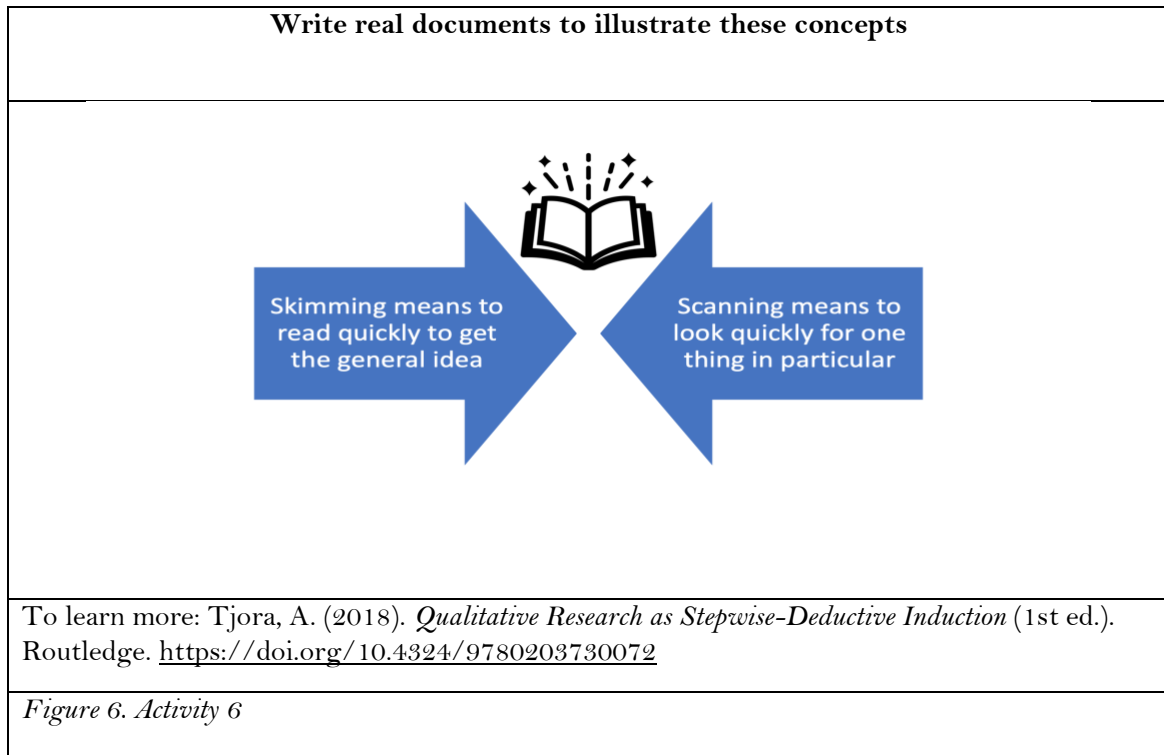 Write real documents to illustrate these concepts
Skimming means to
read quickly to get
the general idea
Scanning means to
look quickly for one
thing in particular
To learn more: Tjora, A. (2018). Qualitative Research as Stepwise-Deductive Induction (1st ed.).
Routledge. https://doi.org/10.4324/9780203730072
Figure 6. Activity 6